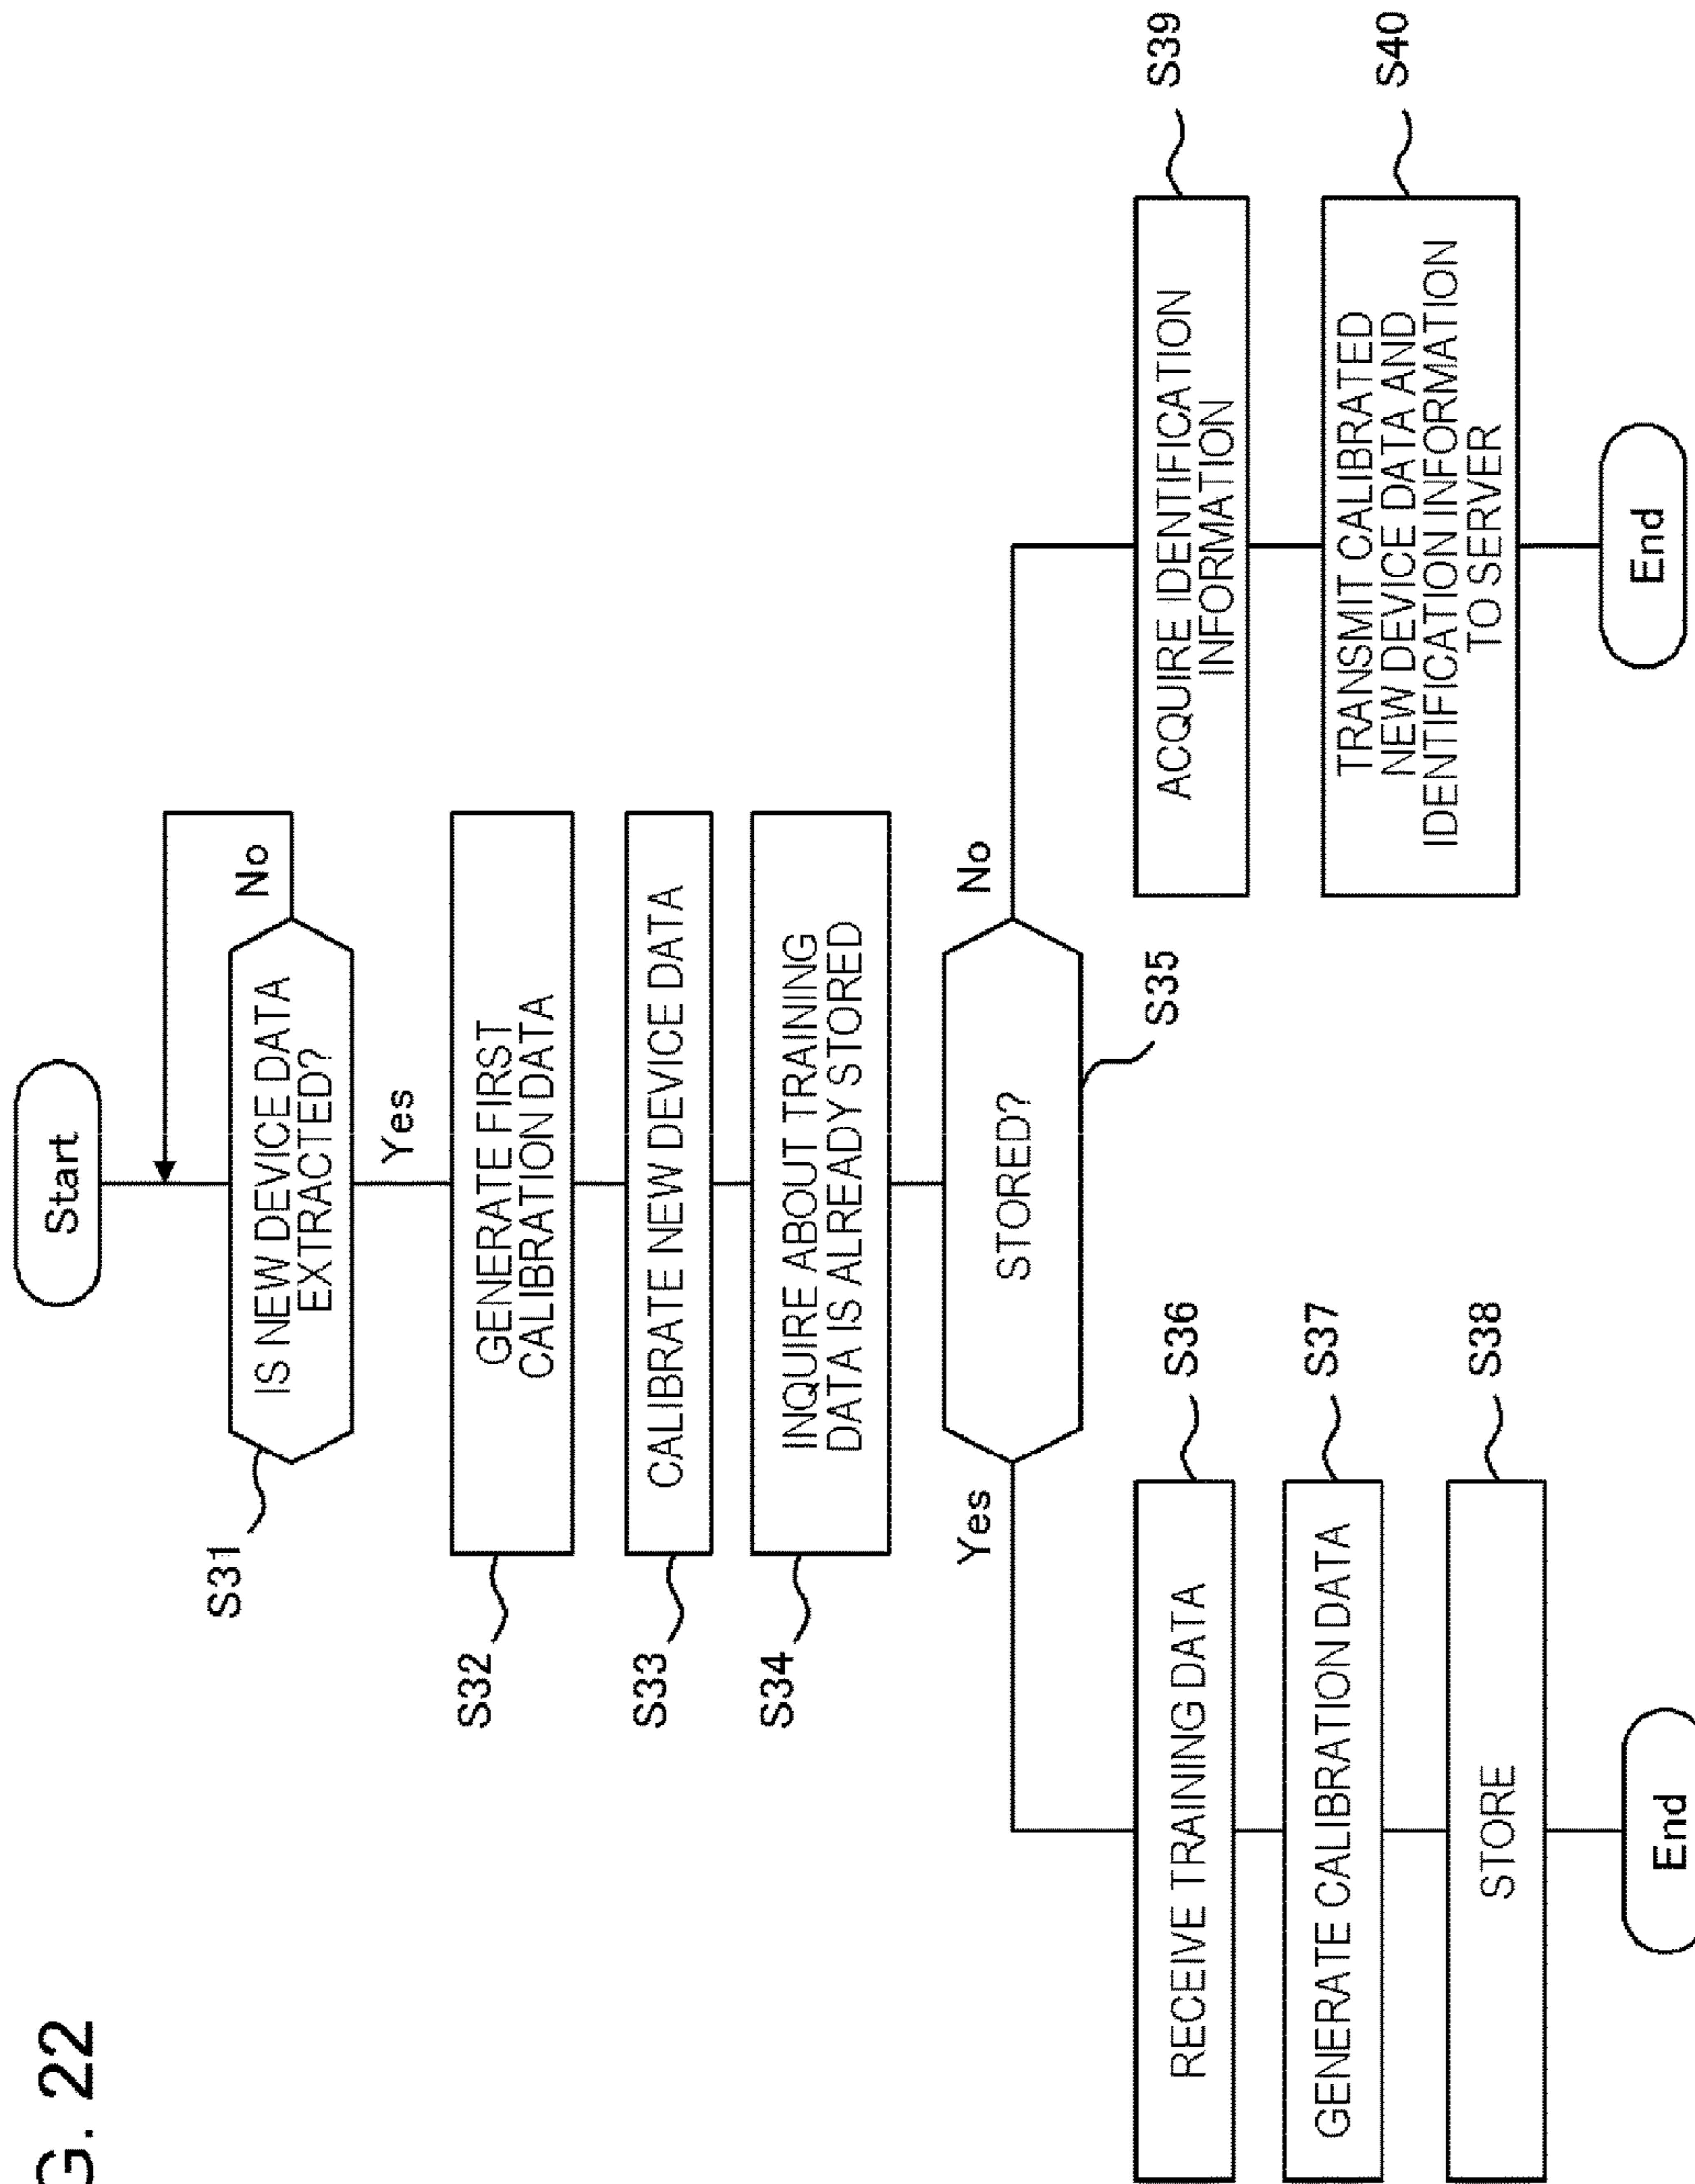 G. 22
Start
S31
IS NEW DEVICE DATA
EXTRACTED?
No
Yes
S32
GENERATE FIRST
CALIBRATION DATA
S33
CALIBRATE NEW DEVICE DATA
S34
INQUIRE ABOUT TRAINING
DATA IS ALREADY STORED
STORED?
S35
Yes
No
RECEIVE TRAINING DATA
S36
GENERATE CALIBRATION DATA
S37
STORE
S38
End
ACQUIRE IDENTIFICATION
INFORMATION
S39
TRANSMIT CALIBRATED
NEW DEVICE DATA AND
IDENTIFICATION INFORMATION
TO SERVER
S40
End